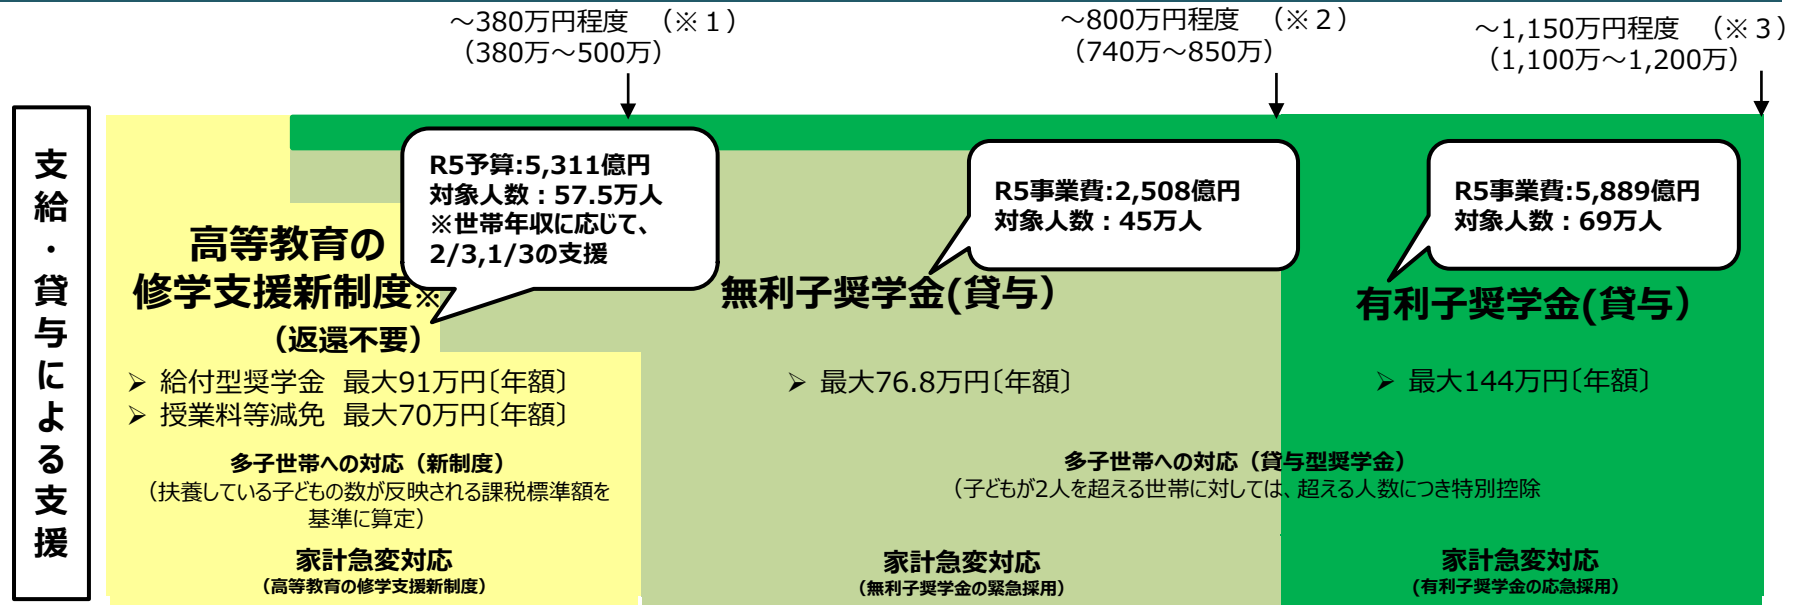 ～380万円程度　（※１）
（380万～500万）
～800万円程度　（※２）
（740万～850万）
～1,150万円程度　（※３）
（1,100万～1,200万）
支給・貸与による支援
R5予算:5,311億円
対象人数：57.5万人
※世帯年収に応じて、
2/3,1/3の支援
高等教育の
修学支援新制度※
（返還不要）
➢ 給付型奨学金　最大91万円〔年額〕
➢ 授業料等減免　最大70万円〔年額〕
多子世帯への対応（新制度）
（扶養している子どもの数が反映される課税標準額を
基準に算定）
家計急変対応
（高等教育の修学支援新制度）
R5事業費:2,508億円
対象人数：45万人
無利子奨学金(貸与）
➢ 最大76.8万円〔年額〕
多子世帯への対応（貸与型奨学金）
（子どもが2人を超える世帯に対しては、超える人数につき特別控除
家計急変対応
（無利子奨学金の緊急採用）
R5事業費:5,889億円
対象人数：69万人
有利子奨学金(貸与）
➢ 最大144万円〔年額〕
家計急変対応
（有利子奨学金の応急採用）